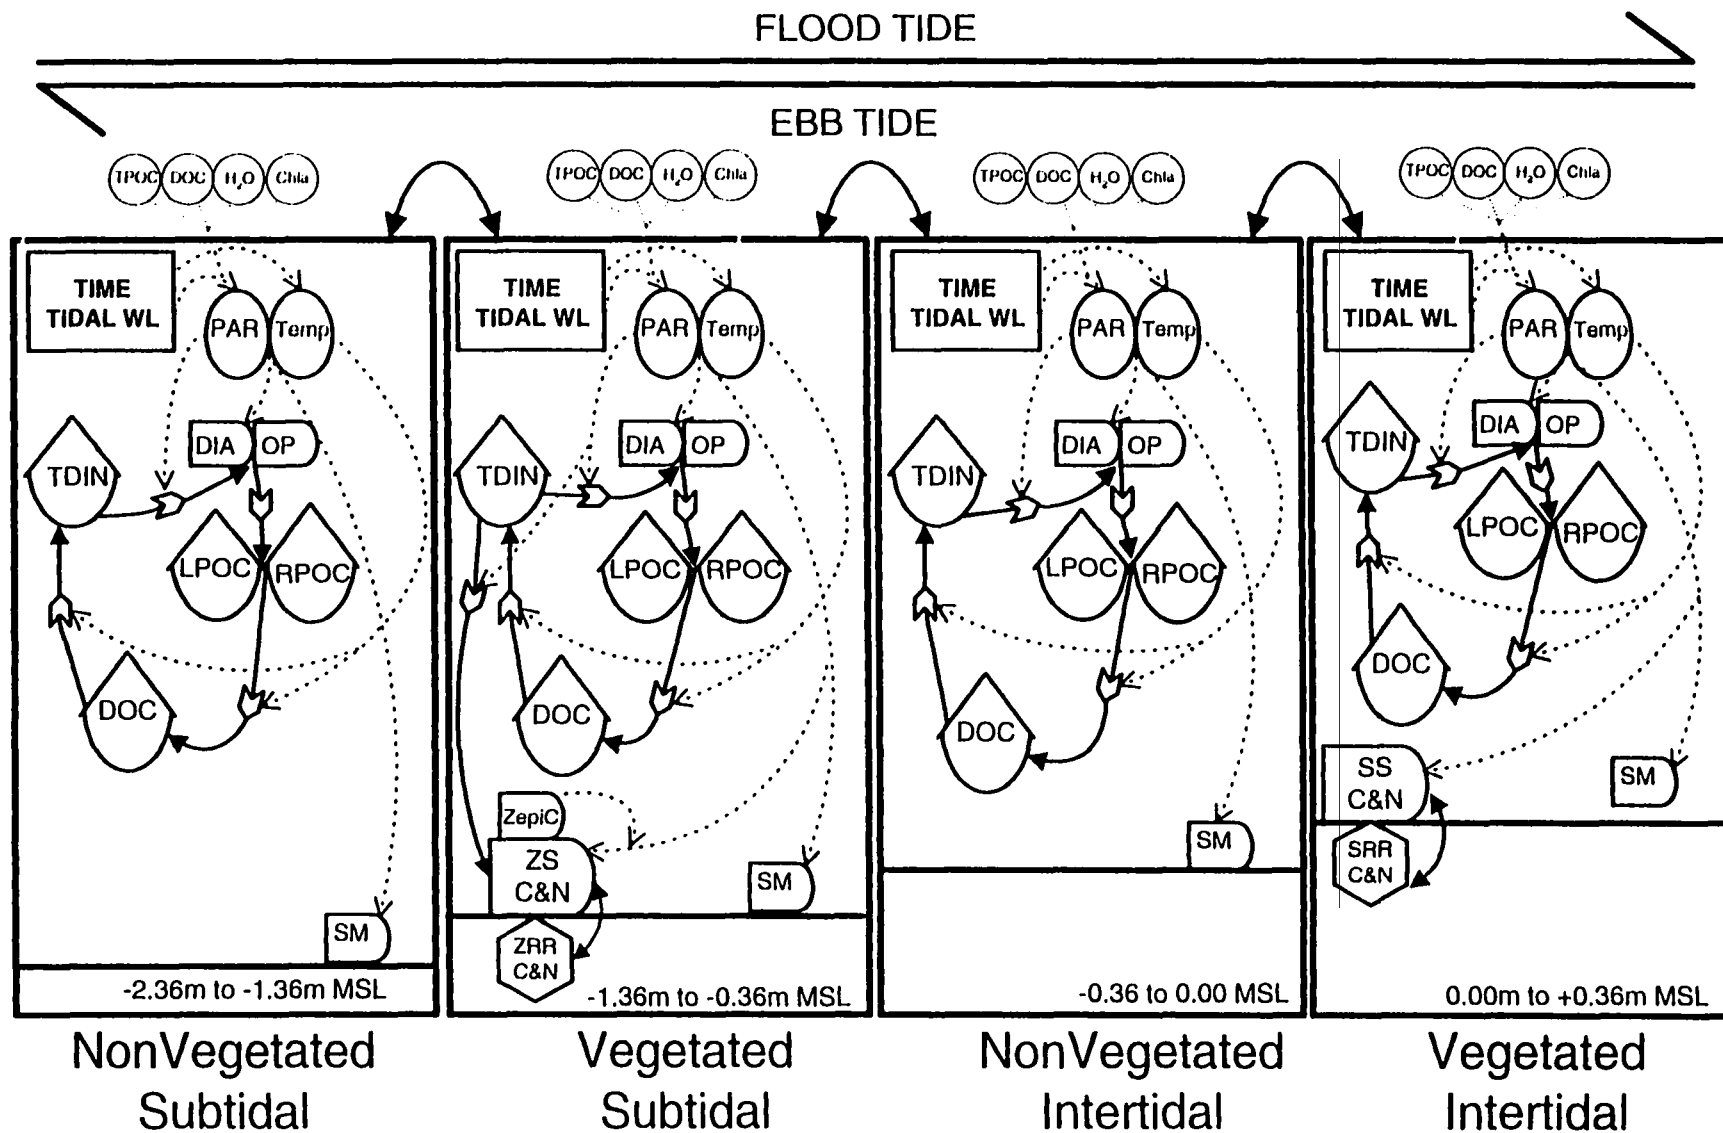 FLOOD TIDE
EBB TIDE
TPOC DOC H₂O Chla
TIME
TIDAL WL
PAR Temp
DIA OP
TDIN
LPOC RPOC
DOC
SM
-2.36m to -1.36m MSL
NonVegetated
Subtidal
TPOC DOC H₂O Chla
TIME
TIDAL WL
PAR Temp
DIA OP
TDIN
LPOC RPOC
DOC
ZepiC
ZS
C&N
SM
ZRR
C&N
-1.36m to -0.36m MSL
Vegetated
Subtidal
TPOC DOC H₂O Chla
TIME
TIDAL WL
PAR Temp
DIA OP
TDIN
LPOC RPOC
DOC
SM
-0.36 to 0.00 MSL
NonVegetated
Intertidal
TPOC DOC H₂O Chla
TIME
TIDAL WL
PAR Temp
DIA OP
TDIN
LPOC RPOC
DOC
SS
C&N
SM
SRR
C&N
0.00m to +0.36m MSL
Vegetated
Intertidal